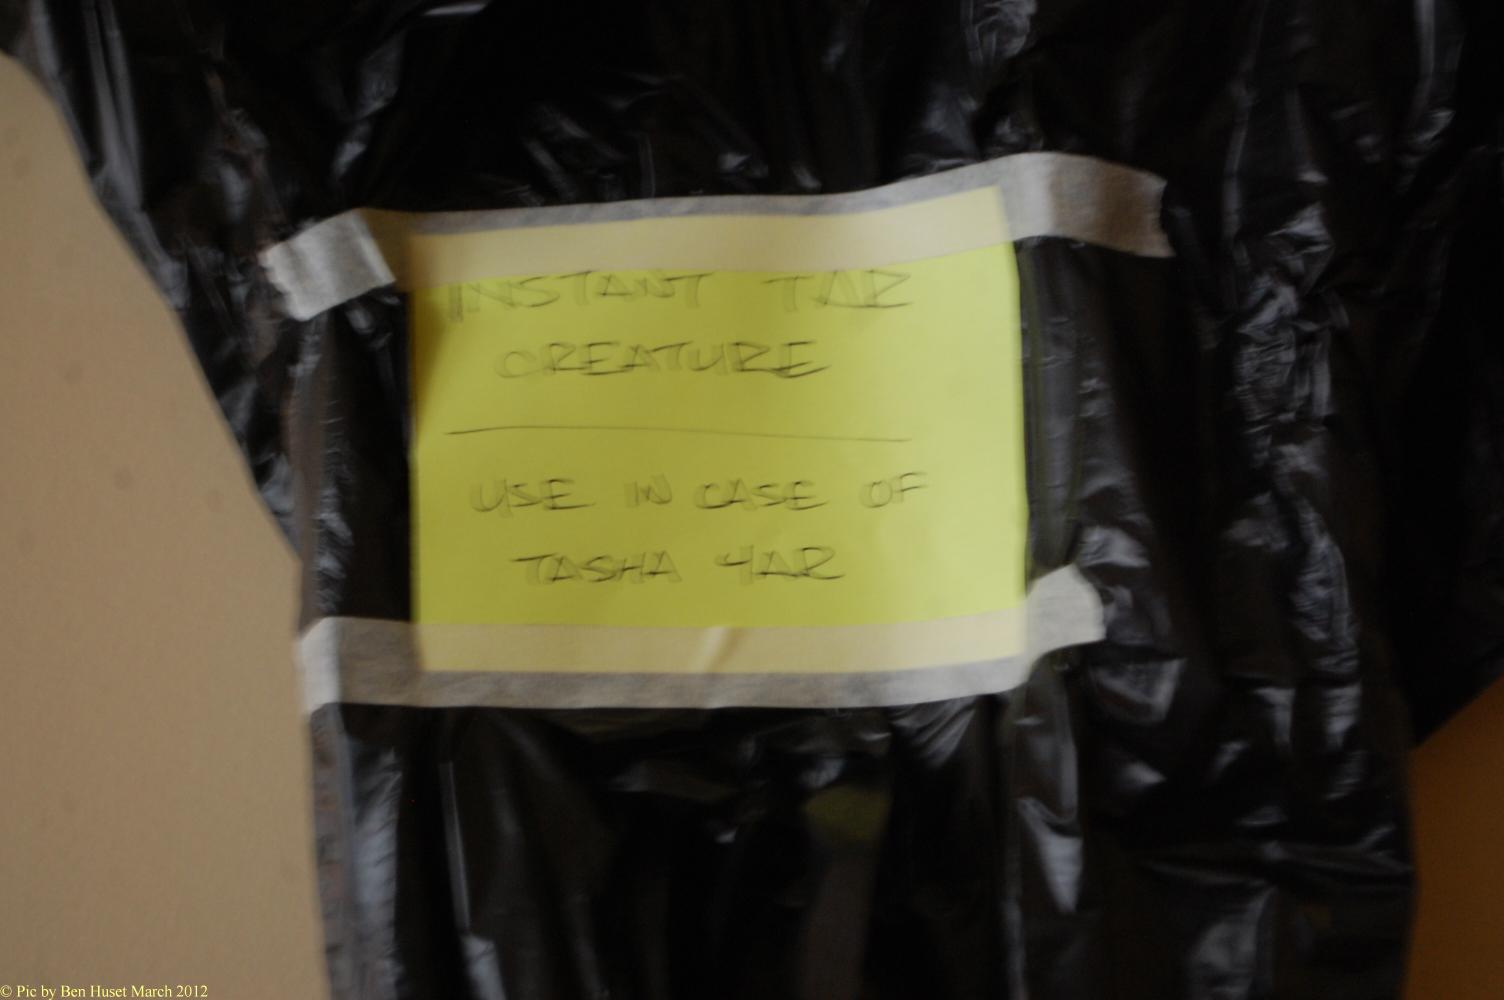 INSTANT TAR
CREATURE
USE IN CASE OF
TASHA YAR
© Pic by Ben Huset March 2012